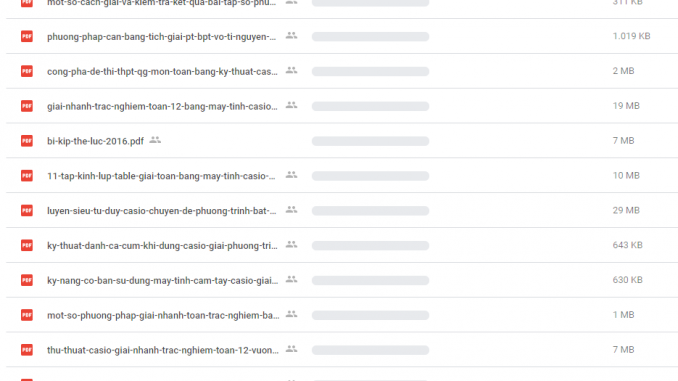 PDF mot-so-cach-giai-va-kiem-tra-ket-qua-bai-tap-so-phu... 311 KB
PDF phuong-phap-can-bang-tich-giai-pt-bpt-vo-ti-nguyen-... 1.019 KB
PDF cong-pha-de-thi-thpt-qg-mon-toan-bang-ky-thuat-cas... 2 MB
PDF giai-nhanh-trac-nghiem-toan-12-bang-may-tinh-casio... 19 MB
PDF bi-kip-the-luc-2016.pdf 7 MB
PDF 11-tap-kinh-lup-table-giai-toan-bang-may-tinh-casio-... 10 MB
PDF luyen-sieu-tu-duy-casio-chuyen-de-phuong-trinh-bat-... 29 MB
PDF ky-thuat-danh-ca-cum-khi-dung-casio-giai-phuong-tri... 643 KB
PDF ky-nang-co-ban-su-dung-may-tinh-cam-tay-casio-giai... 630 KB
PDF mot-so-phuong-phap-giai-nhanh-toan-trac-nghiem-ba... 1 MB
PDF thu-thuat-casio-giai-nhanh-trac-nghiem-toan-12-vuon... 7 MB